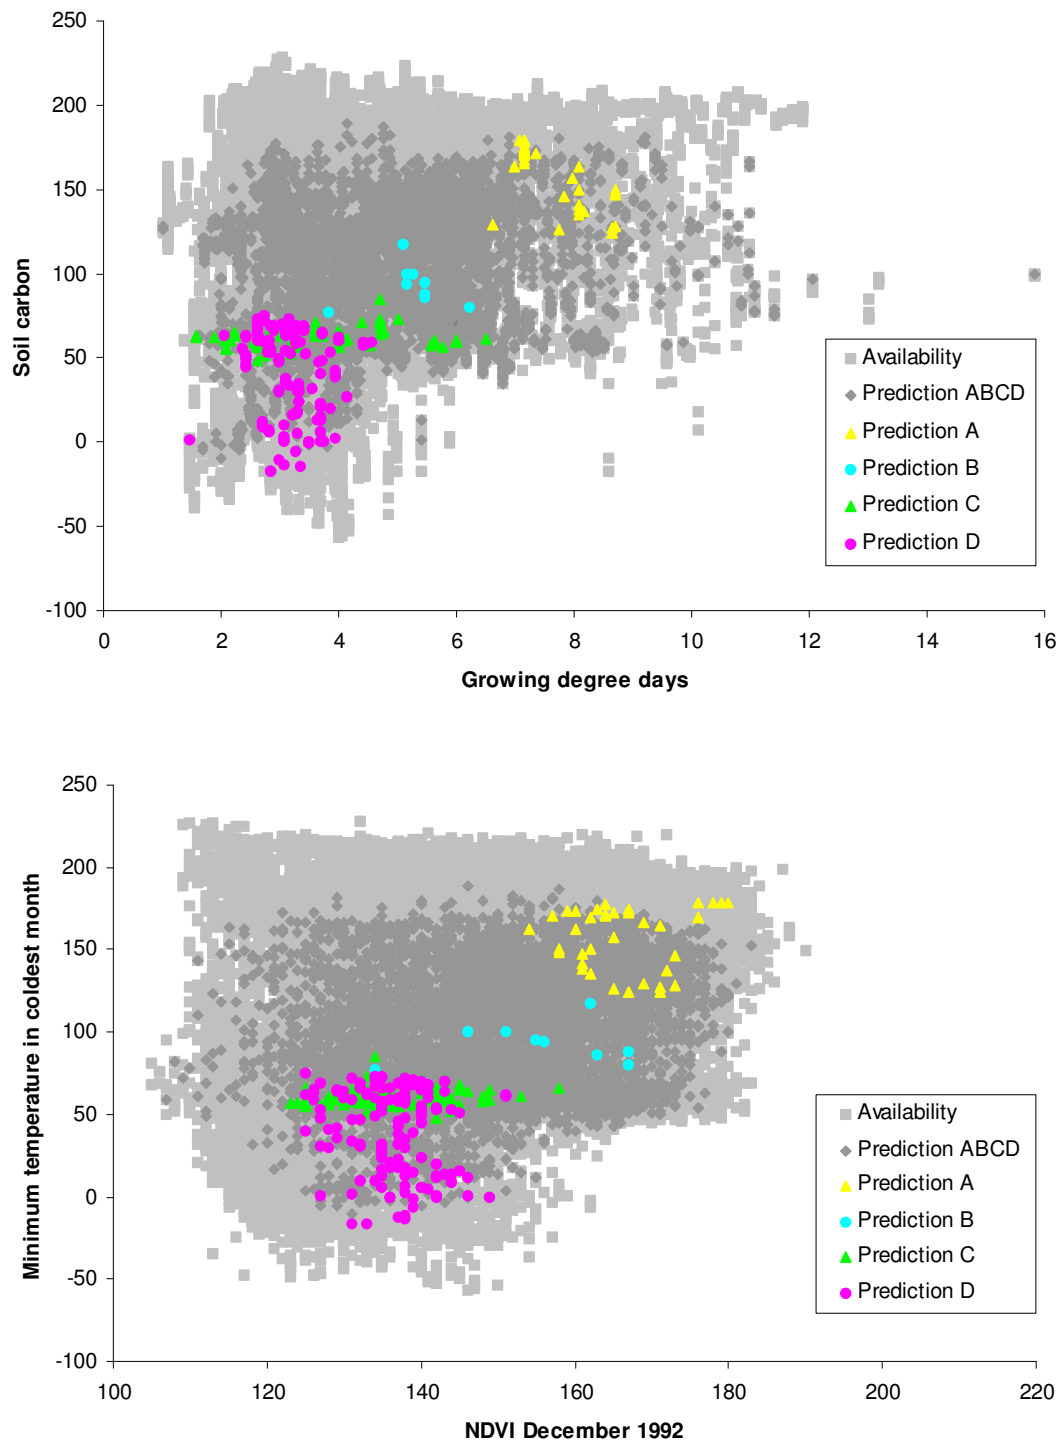 250
200
150
100
50
0
-50
-100
Soil carbon
0 2 4 6 8 10 12 14 16
Growing degree days
Availability
Prediction ABCD
Prediction A
Prediction B
Prediction C
Prediction D
250
200
150
100
50
0
-50
-100
Minimum temperature in coldest month
100 120 140 160 180 200 220
NDVI December 1992
Availability
Prediction ABCD
Prediction A
Prediction B
Prediction C
Prediction D